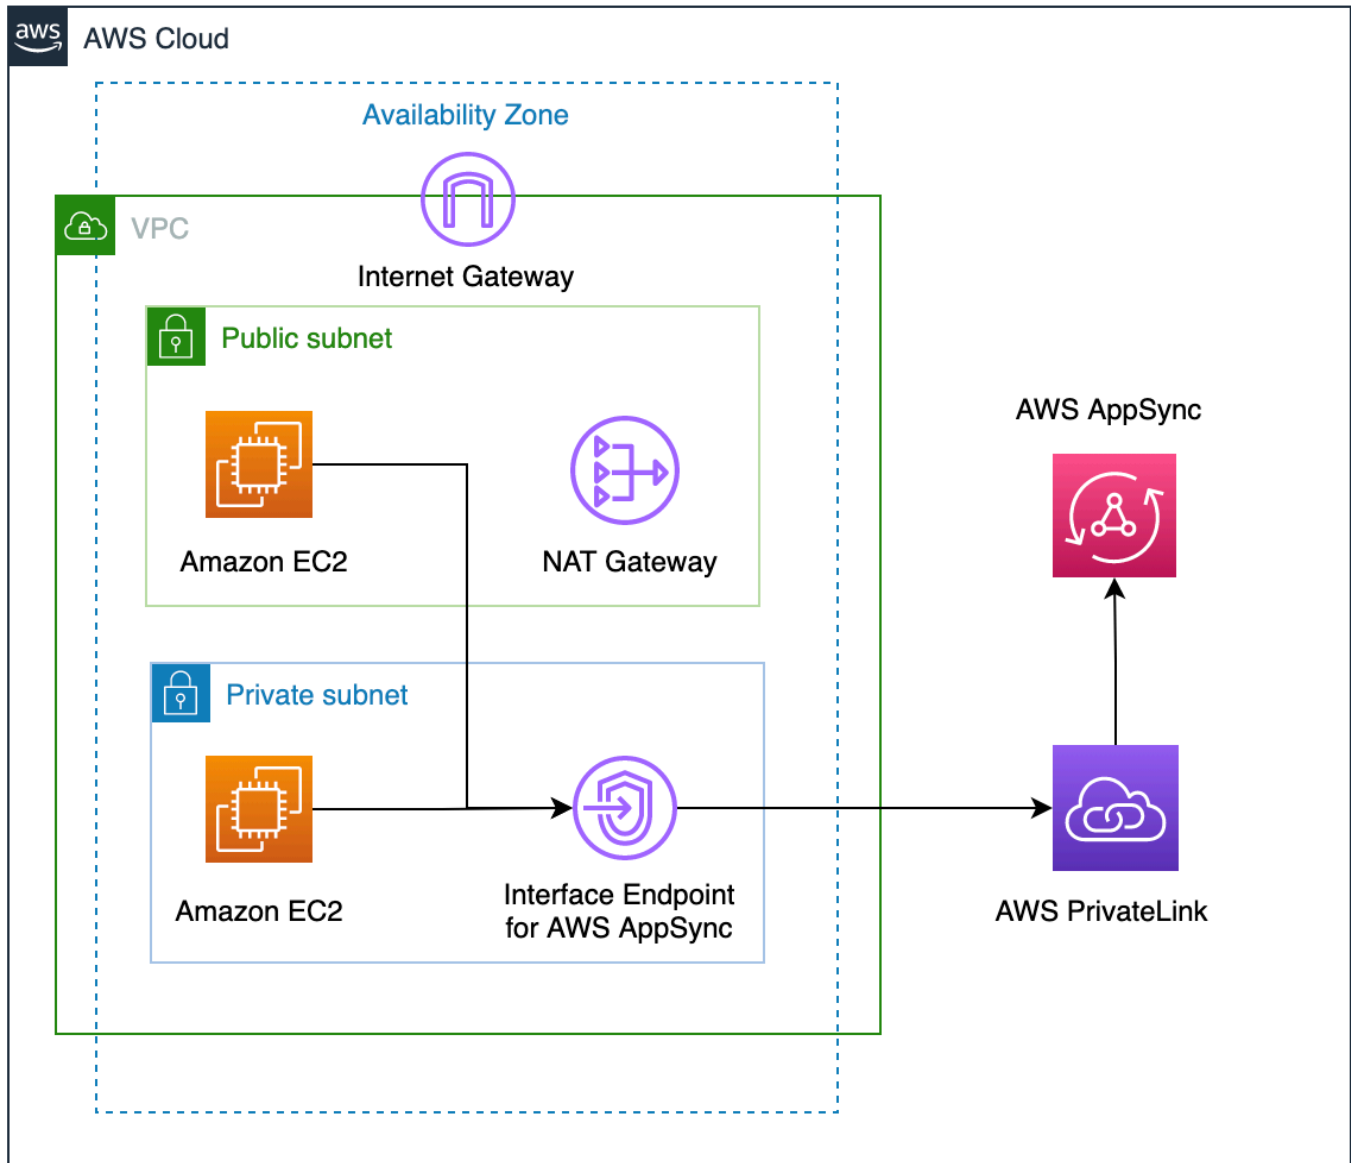 aws
AWS Cloud
Availability Zone
VPC
Internet Gateway
Public subnet
Amazon EC2
NAT Gateway
AWS AppSync
Private subnet
Amazon EC2
Interface Endpoint
for AWS AppSync
AWS PrivateLink